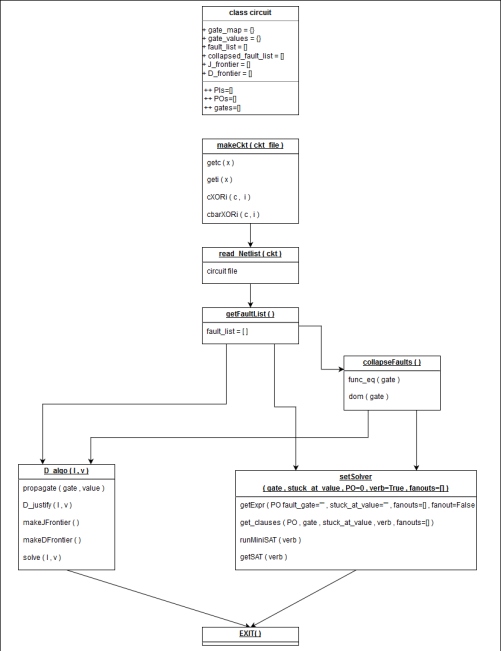 class circuit
+ gate_map = {}
+ gate_values = {}
+ fault_list = []
+ collapsed_fault_list = []
+ J_frontier = []
+ D_frontier = []
++ PIs=[]
++ POs=[]
++ gates=[]
makeCkt ( ckt_file )
getc ( x )
geti ( x )
cXORi ( c , i )
cbarXORi ( c , i )
read_Netlist ( ckt )
circuit file
getFaultList ( )
fault_list = [ ]
collapseFaults ( )
func_eq ( gate )
dom ( gate )
D_algo ( l , v )
propagate ( gate , value )
D_justify ( l , v )
makeJFrontier ( )
makeDFrontier ( )
solve ( l , v )
setSolver
( gate , stuck_at_value , PO=0 , verb=True , fanouts=[] )
getExpr ( PO fault_gate="" , stuck_at_value="" , fanouts=[] , fanout=False
get_clauses ( PO , gate , stuck_at_value , verb , fanouts=[] )
runMiniSAT ( verb )
getSAT ( verb )
EXIT( )